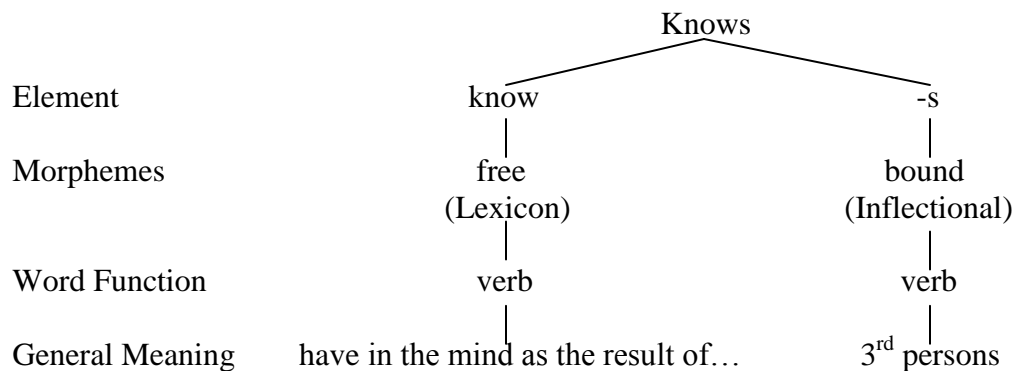 Knows
Element know -s
Morphemes free bound
(Lexicon) (Inflectional)
Word Function verb verb
General Meaning have in the mind as the result of… 3rd persons